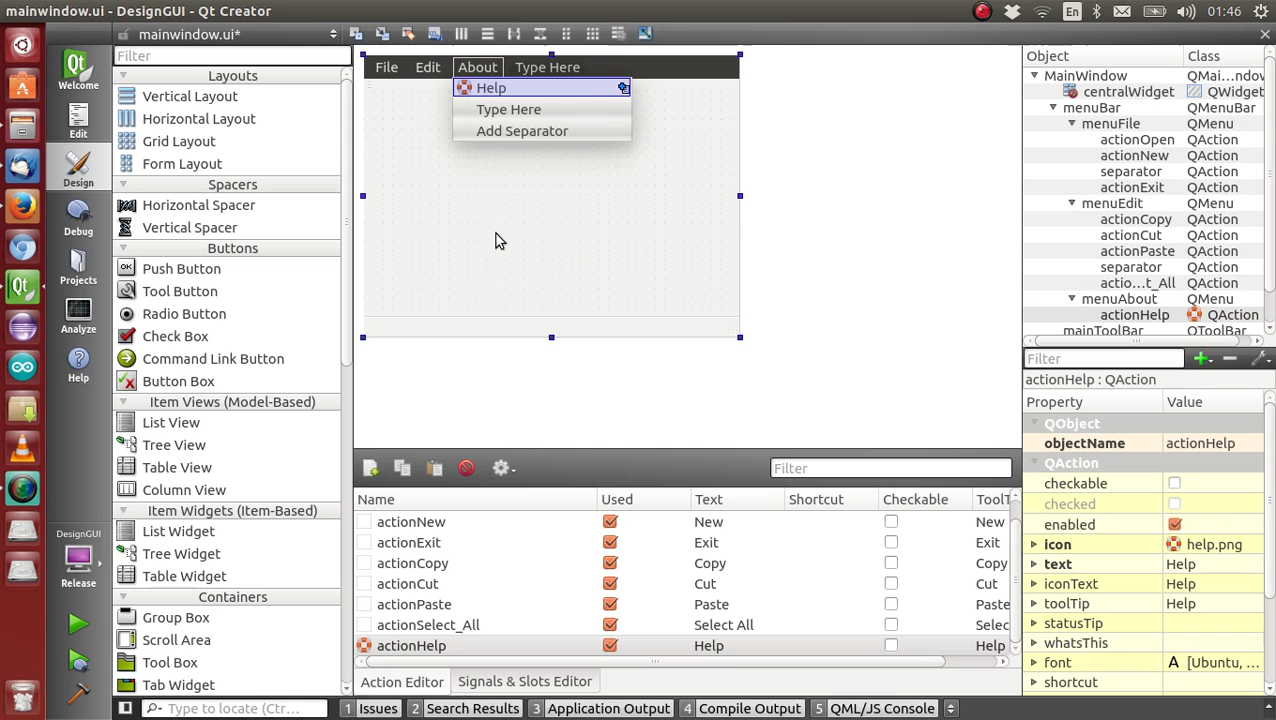 mainwindow.ui - DesignGUI - Qt Creator
En
01:46
mainwindow.ui*
Welcome
Edit
Design
Debug
Projects
Analyze
Help
DesignGUI
Release
Filter
Layouts
Vertical Layout
Horizontal Layout
Grid Layout
Form Layout
Spacers
Horizontal Spacer
Vertical Spacer
Buttons
Push Button
Tool Button
Radio Button
Check Box
Command Link Button
Button Box
Item Views (Model-Based)
List View
Tree View
Table View
Column View
Item Widgets (Item-Based)
List Widget
Tree Widget
Table Widget
Containers
Group Box
Scroll Area
Tool Box
Tab Widget
File Edit About Type Here
Help
Type Here
Add Separator
Filter
Name Used Text Shortcut Checkable ToolT
actionNew New New
actionExit Exit Exit
actionCopy Copy Copy
actionCut Cut Cut
actionPaste Paste Paste
actionSelect_All Select All Selec
actionHelp Help Help
Action Editor Signals & Slots Editor
Object Class
MainWindow QMai...ndow
centralWidget QWidget
menuBar QMenuBar
menuFile QMenu
actionOpen QAction
actionNew QAction
separator QAction
actionExit QAction
menuEdit QMenu
actionCopy QAction
actionCut QAction
actionPaste QAction
separator QAction
actio...t_All QAction
menuAbout QMenu
actionHelp QAction
mainToolBar QToolBar
Filter
actionHelp : QAction
Property Value
QObject
objectName actionHelp
QAction
checkable
checked
enabled
icon help.png
text Help
iconText Help
toolTip Help
statusTip
whatsThis
font A [Ubuntu, ...
shortcut
Type to locate (Ctrl...
1 Issues 2 Search Results 3 Application Output 4 Compile Output 5 QML/JS Console